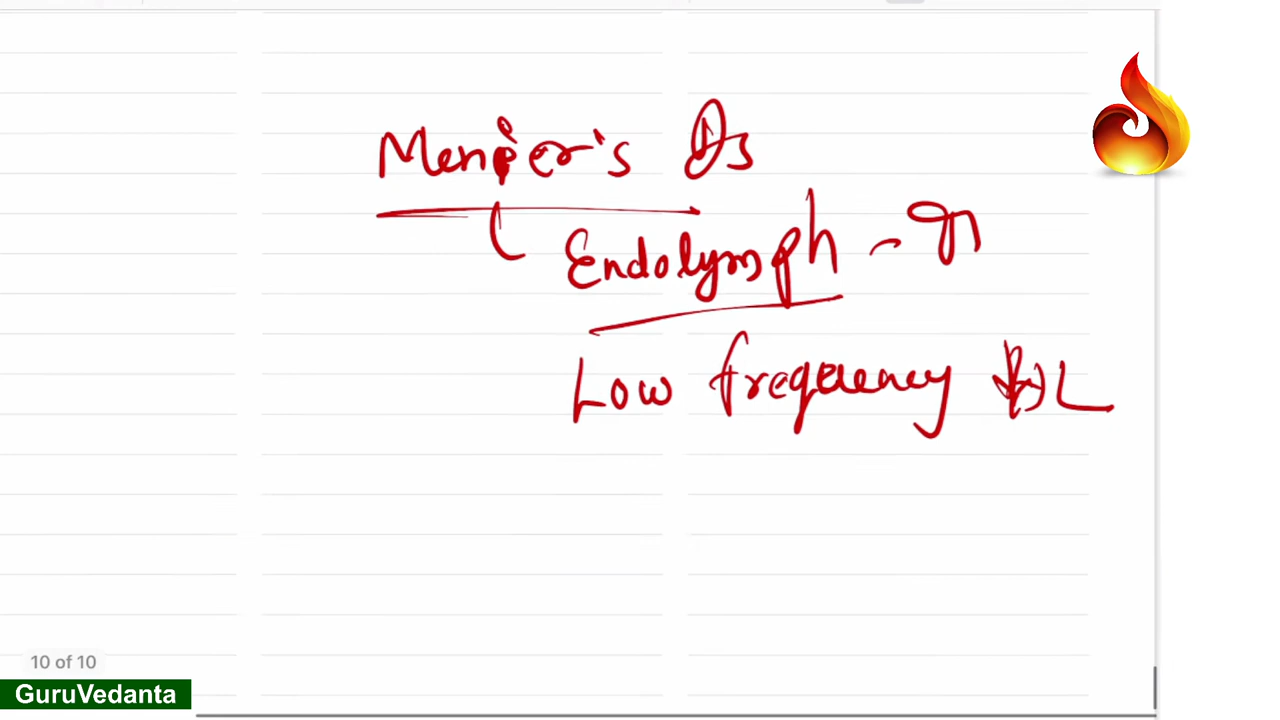 Menier's Ds
Endolymph -
Low frequency HL
10 of 10
GuruVedanta